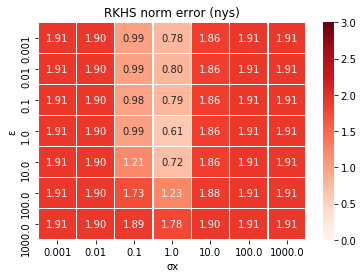 RKHS norm error (nys)
0.001 1.91 1.90 0.99 0.78 1.86 1.91 1.91
0.01 1.91 1.90 0.99 0.80 1.86 1.91 1.91
0.1 1.91 1.90 0.98 0.79 1.86 1.91 1.91
1.0 1.91 1.90 0.99 0.61 1.86 1.91 1.91
10.0 1.91 1.90 1.21 0.72 1.86 1.91 1.91
100.0 1.91 1.90 1.73 1.23 1.88 1.91 1.91
1000.0 1.91 1.90 1.89 1.78 1.90 1.91 1.91
0.001 0.01 0.1 1.0 10.0 100.0 1000.0
σx
ε
3.0
2.5
2.0
1.5
1.0
0.5
0.0